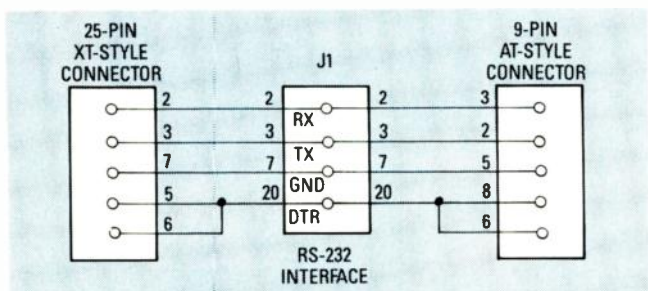 25-PIN
XT-STYLE
CONNECTOR
J1
9-PIN
AT-STYLE
CONNECTOR
2 2 2 3
RX
3 3 3 2
TX
7 7 7 5
GND
5 20 20 8
DTR
6 6
RS-232
INTERFACE